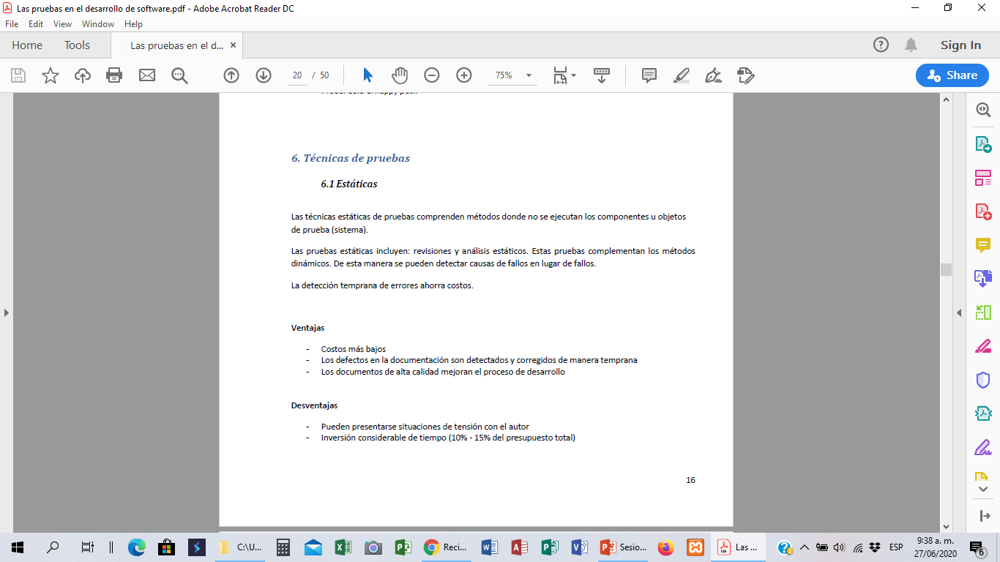 Las pruebas en el desarrollo de software.pdf - Adobe Acrobat Reader DC
File Edit View Window Help
Home Tools Las pruebas en el d... × Sign In
20 / 50 75% Share
6. Técnicas de pruebas
6.1 Estáticas
Las técnicas estáticas de pruebas comprenden métodos donde no se ejecutan los componentes u objetos
de prueba (sistema).
Las pruebas estáticas incluyen: revisiones y análisis estáticos. Estas pruebas complementan los métodos
dinámicos. De esta manera se pueden detectar causas de fallos en lugar de fallos.
La detección temprana de errores ahorra costos.
Ventajas
- Costos más bajos
- Los defectos en la documentación son detectados y corregidos de manera temprana
- Los documentos de alta calidad mejoran el proceso de desarrollo
Desventajas
- Pueden presentarse situaciones de tensión con el autor
- Inversión considerable de tiempo (10% - 15% del presupuesto total)
16
C:\U... Reci... Sesio... Las ... ESP 9:38 a. m.
27/06/2020 6